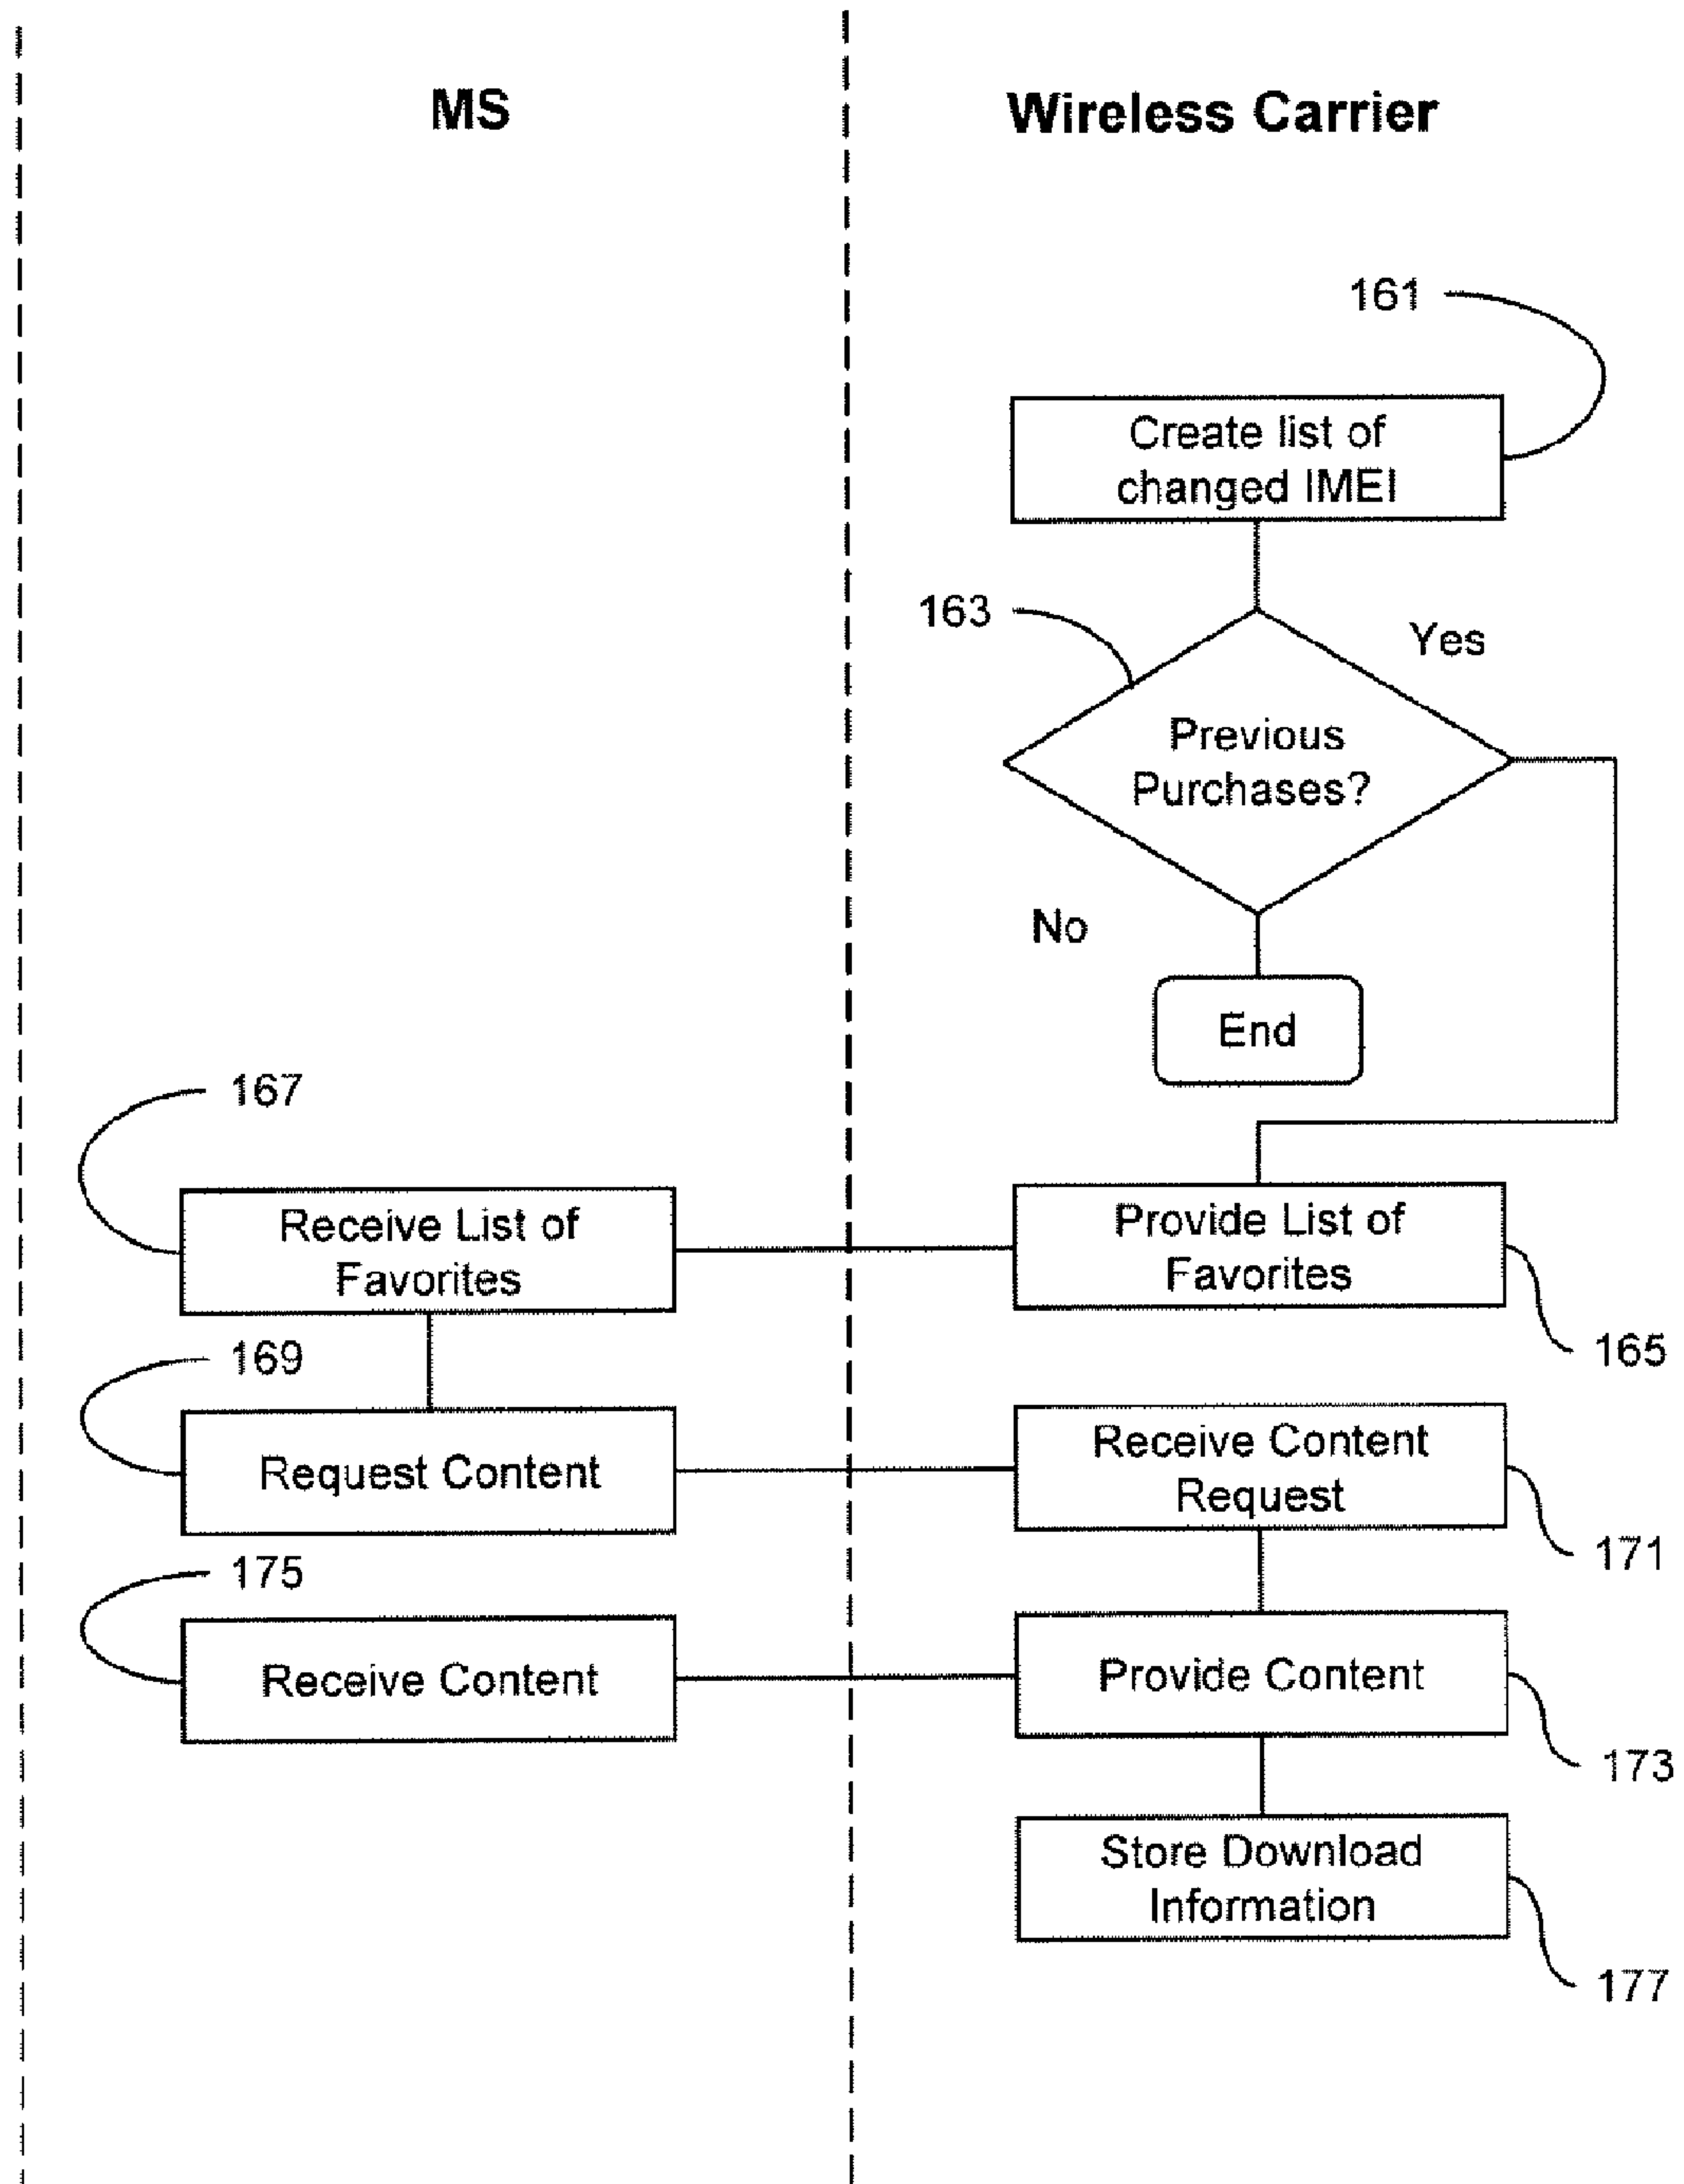 MS
Wireless Carrier
161
Create list of
changed IMEI
163
Yes
Previous
Purchases?
No
End
167
Receive List of
Favorites
Provide List of
Favorites
165
169
Request Content
Receive Content
Request
171
175
Receive Content
Provide Content
173
Store Download
Information
177